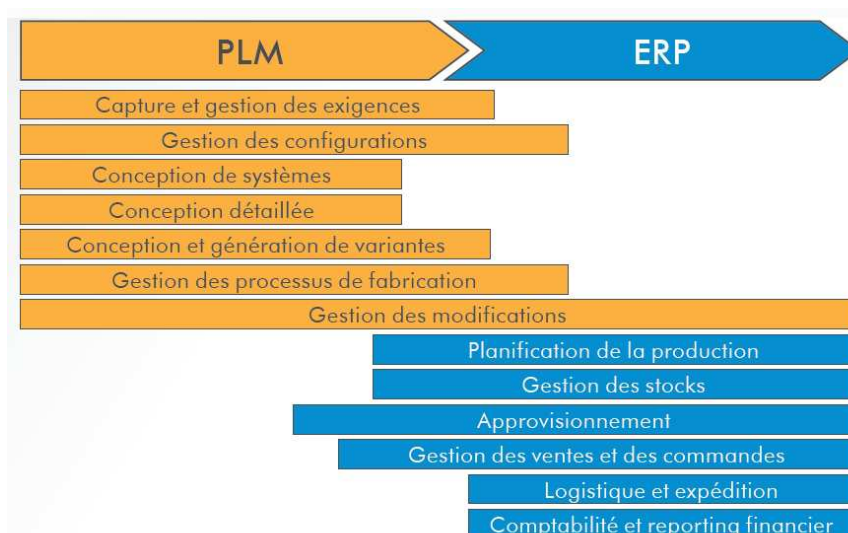 PLM
ERP
Capture et gestion des exigences
Gestion des configurations
Conception de systèmes
Conception détaillée
Conception et génération de variantes
Gestion des processus de fabrication
Gestion des modifications
Planification de la production
Gestion des stocks
Approvisionnement
Gestion des ventes et des commandes
Logistique et expédition
Comptabilité et reporting financier